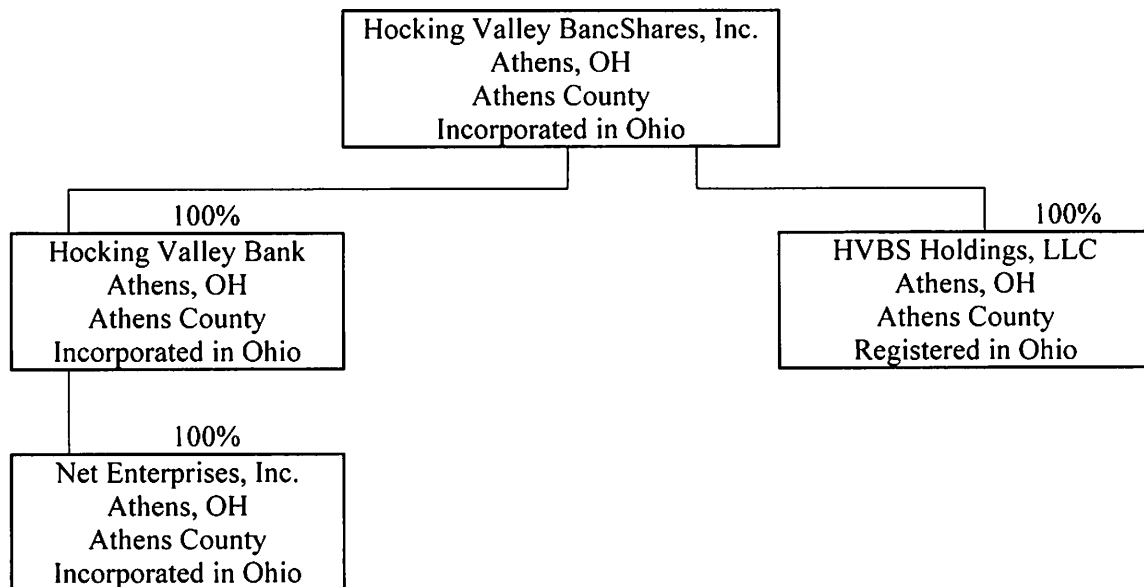 Hocking Valley BancShares, Inc.
Athens, OH
Athens County
Incorporated in Ohio
100%
Hocking Valley Bank
Athens, OH
Athens County
Incorporated in Ohio
100%
HVBS Holdings, LLC
Athens, OH
Athens County
Registered in Ohio
100%
Net Enterprises, Inc.
Athens, OH
Athens County
Incorporated in Ohio